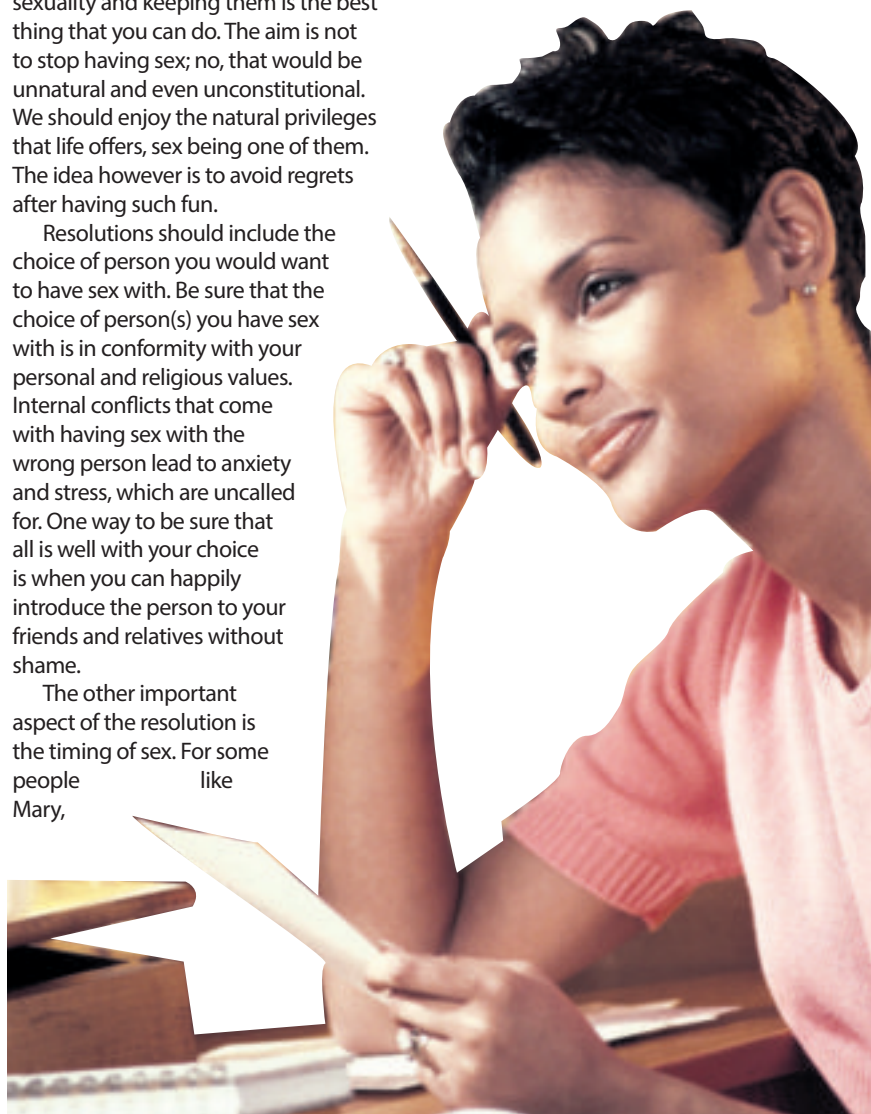 sexuality and keeping them is the best
thing that you can do. The aim is not
to stop having sex; no, that would be
unnatural and even unconstitutional.
We should enjoy the natural privileges
that life offers, sex being one of them.
The idea however is to avoid regrets
after having such fun.
Resolutions should include the
choice of person you would want
to have sex with. Be sure that the
choice of person(s) you have sex
with is in conformity with your
personal and religious values.
Internal conflicts that come
with having sex with the
wrong person lead to anxiety
and stress, which are uncalled
for. One way to be sure that
all is well with your choice
is when you can happily
introduce the person to your
friends and relatives without
shame.
The other important
aspect of the resolution is
the timing of sex. For some
people like
Mary,